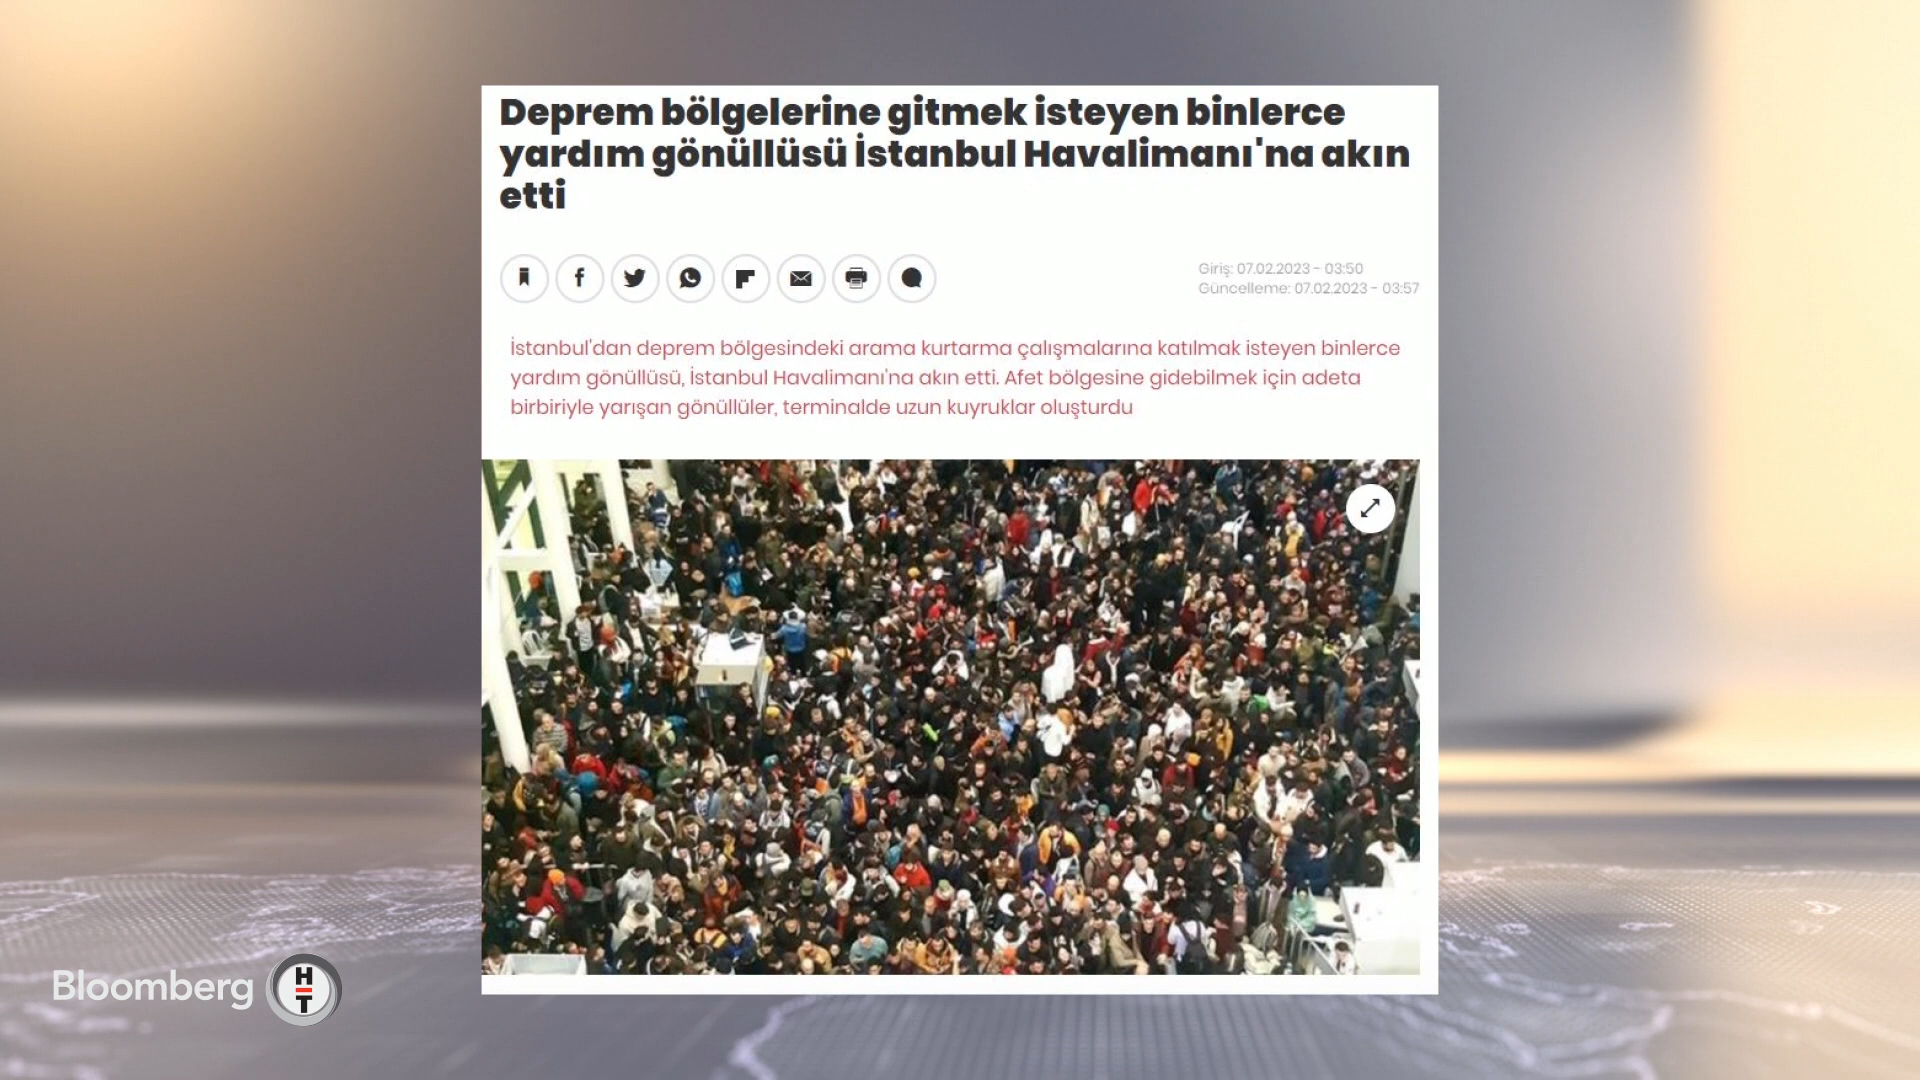 Deprem bölgelerine gitmek isteyen binlerce
yardım gönüllüsü İstanbul Havalimanı'na akın
etti
Giriş: 07.02.2023 - 03:50
Güncelleme: 07.02.2023 - 03:57
İstanbul'dan deprem bölgesindeki arama kurtarma çalışmalarına katılmak isteyen binlerce
yardım gönüllüsü, İstanbul Havalimanı'na akın etti. Afet bölgesine gidebilmek için adeta
birbiriyle yarışan gönüllüler, terminalde uzun kuyruklar oluşturdu
Bloomberg HT